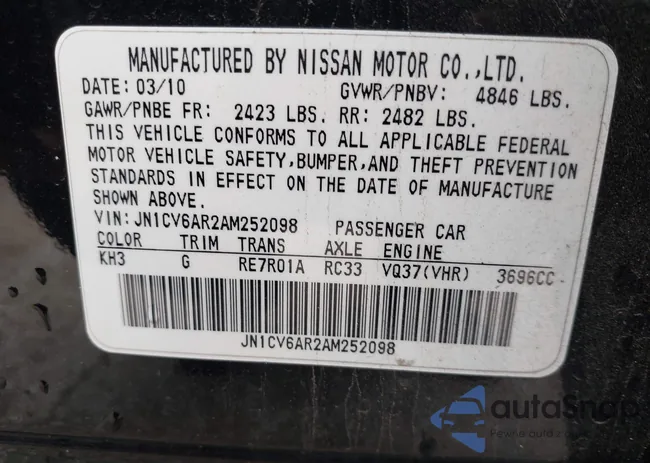 MANUFACTURED BY NISSAN MOTOR CO.,LTD.
DATE: 03/10 GVWR/PNBV: 4846 LBS.
GAWR/PNBE FR: 2423 LBS. RR: 2482 LBS.
THIS VEHICLE CONFORMS TO ALL APPLICABLE FEDERAL
MOTOR VEHICLE SAFETY,BUMPER,AND THEFT PREVENTION
STANDARDS IN EFFECT ON THE DATE OF MANUFACTURE
SHOWN ABOVE.
VIN:JN1CV6AR2AM252098 PASSENGER CAR
COLOR TRIM TRANS AXLE ENGINE
KH3 G RE7R01A RC33 VQ37(VHR) 3696CC
JN1CV6AR2AM252098
autaSnap